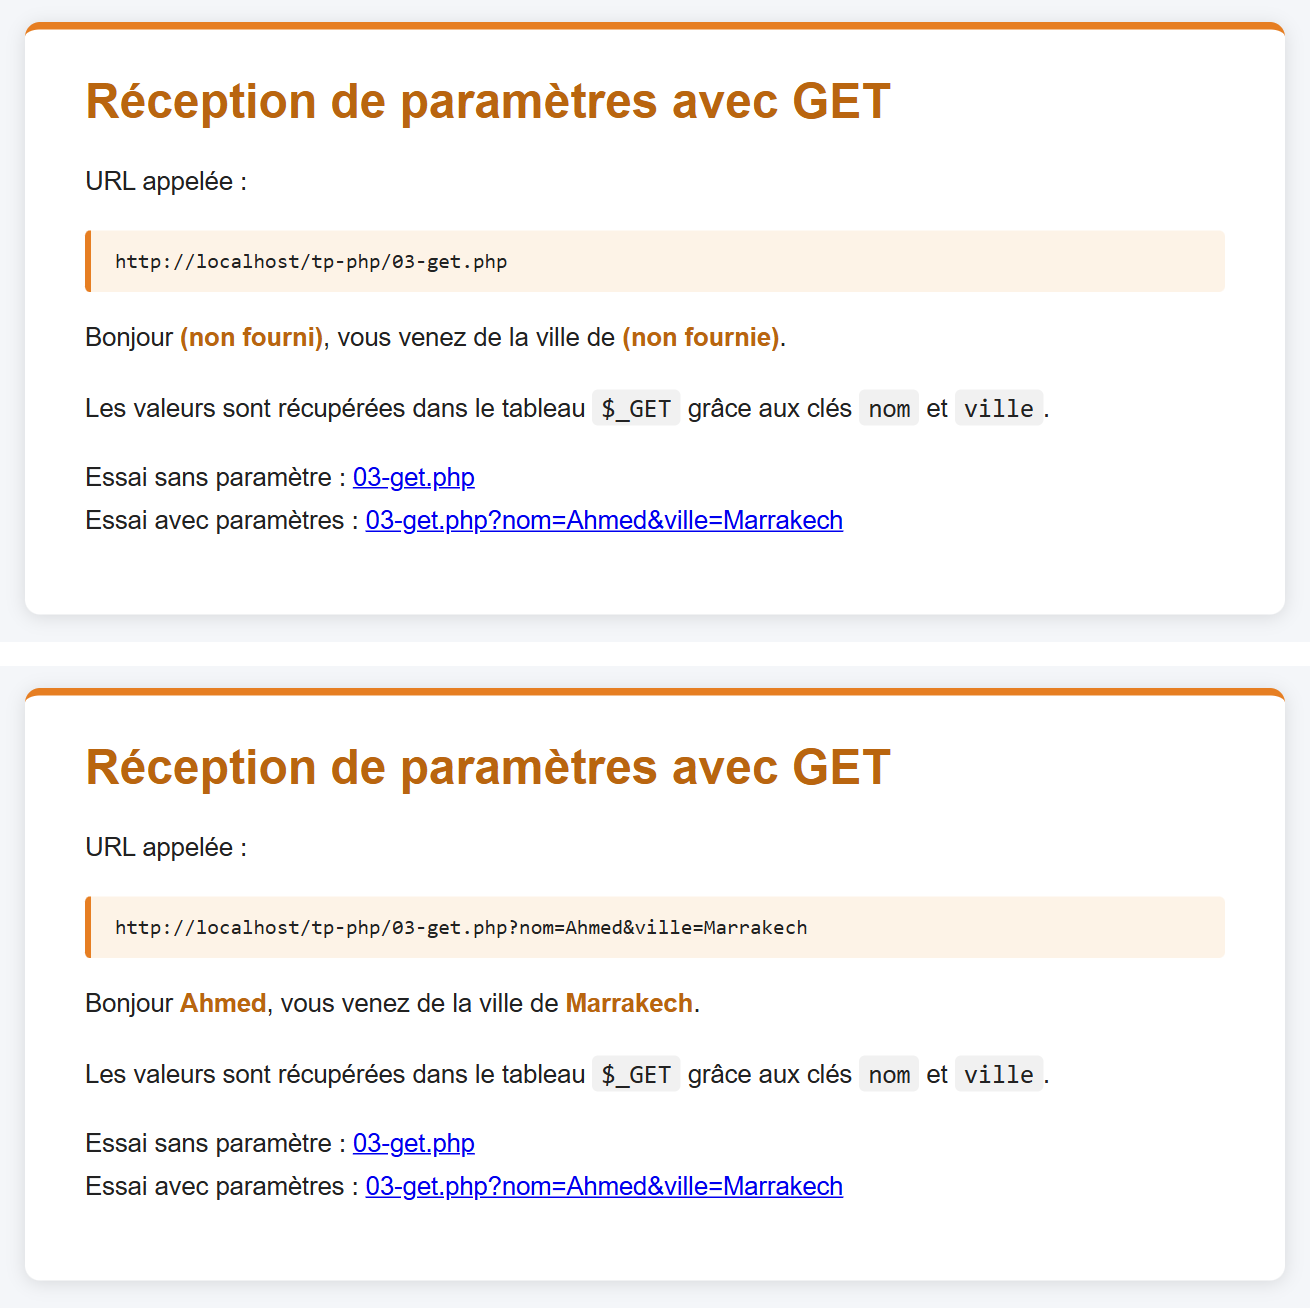 Réception de paramètres avec GET
URL appelée :
http://localhost/tp-php/03-get.php
Bonjour (non fourni), vous venez de la ville de (non fournie).
Les valeurs sont récupérées dans le tableau $_GET grâce aux clés nom et ville.
Essai sans paramètre : 03-get.php
Essai avec paramètres : 03-get.php?nom=Ahmed&ville=Marrakech
Réception de paramètres avec GET
URL appelée :
http://localhost/tp-php/03-get.php?nom=Ahmed&ville=Marrakech
Bonjour Ahmed, vous venez de la ville de Marrakech.
Les valeurs sont récupérées dans le tableau $_GET grâce aux clés nom et ville.
Essai sans paramètre : 03-get.php
Essai avec paramètres : 03-get.php?nom=Ahmed&ville=Marrakech